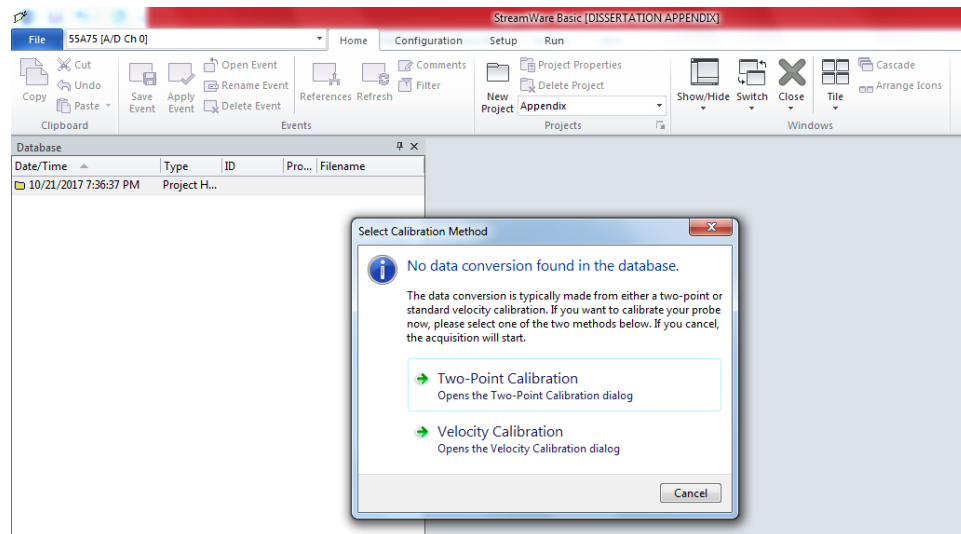 StreamWare Basic [DISSERTATION APPENDIX]
File 55A75 [A/D Ch 0] Home Configuration Setup Run
Copy
Cut
Undo
Paste
Clipboard
Save Event
Apply Event
Open Event
Rename Event
Delete Event
References
Refresh
Comments
Filter
Events
New Project
Project Properties
Delete Project
Appendix
Projects
Show/Hide
Switch
Close
Tile
Cascade
Arrange Icons
Windows
Database
Date/Time Type ID Pro... Filename
10/21/2017 7:36:37 PM Project H...
Select Calibration Method
No data conversion found in the database.
The data conversion is typically made from either a two-point or
standard velocity calibration. If you want to calibrate your probe
now, please select one of the two methods below. If you cancel,
the acquisition will start.
Two-Point Calibration
Opens the Two-Point Calibration dialog
Velocity Calibration
Opens the Velocity Calibration dialog
Cancel